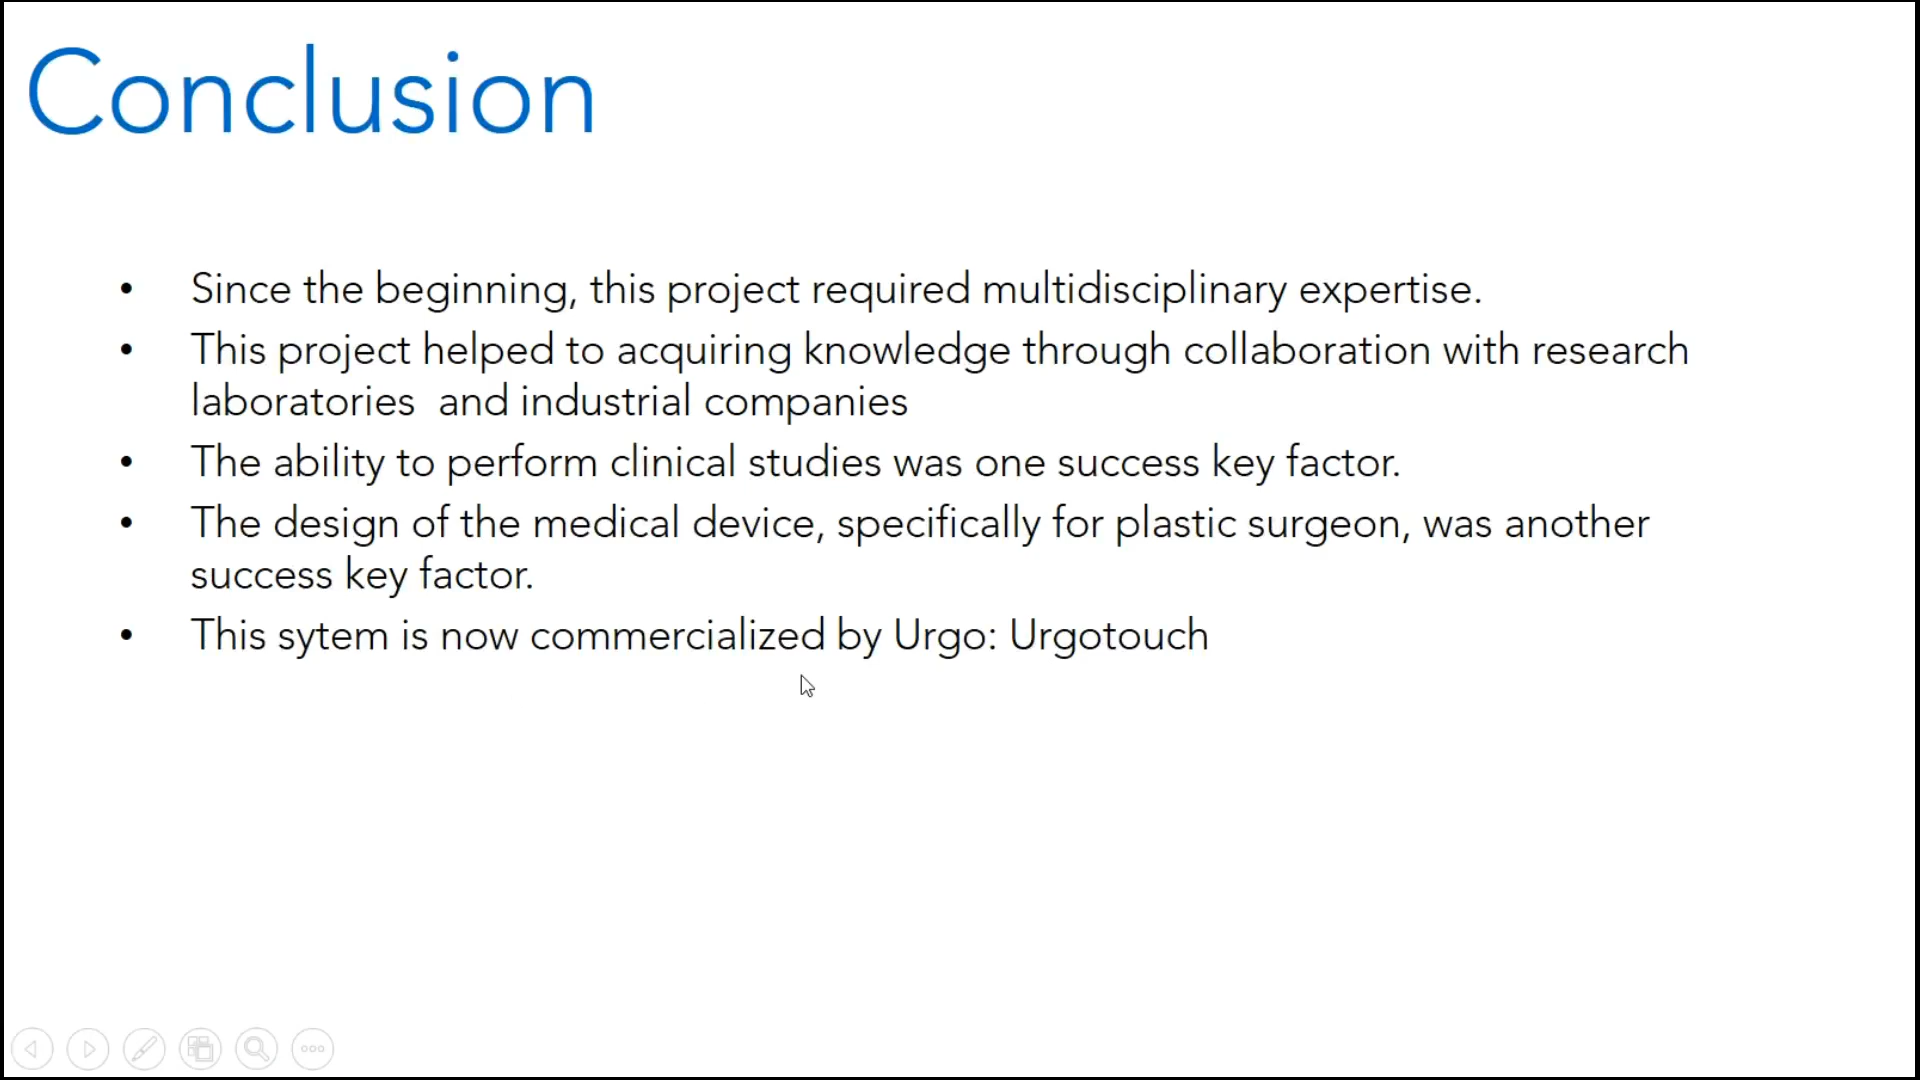 Conclusion
• Since the beginning, this project required multidisciplinary expertise.
• This project helped to acquiring knowledge through collaboration with research
laboratories  and industrial companies
• The ability to perform clinical studies was one success key factor.
• The design of the medical device, specifically for plastic surgeon, was another
success key factor.
• This sytem is now commercialized by Urgo: Urgotouch